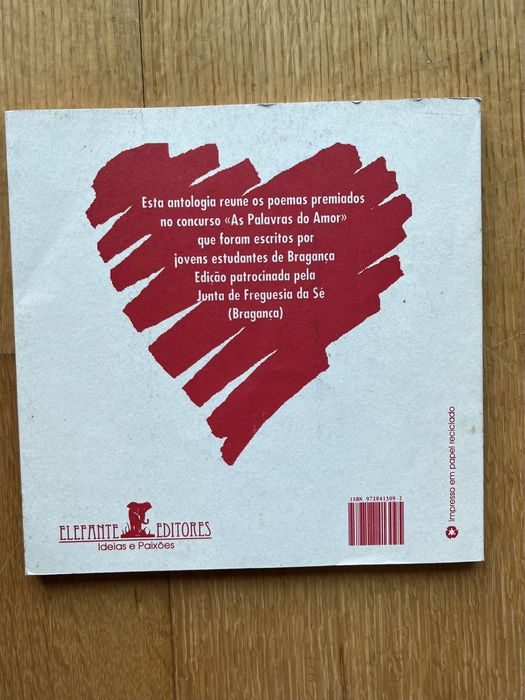 Esta antologia reune os poemas premiados
no concurso «As Palavras do Amor»
que foram escritos por
jovens estudantes de Bragança
Edição patrocinada pela
Junta de Freguesia da Sé
(Bragança)
Impresso em papel reciclado
ISBN 972841309-2
ELEFANTE EDITORES
Ideias e Paixões